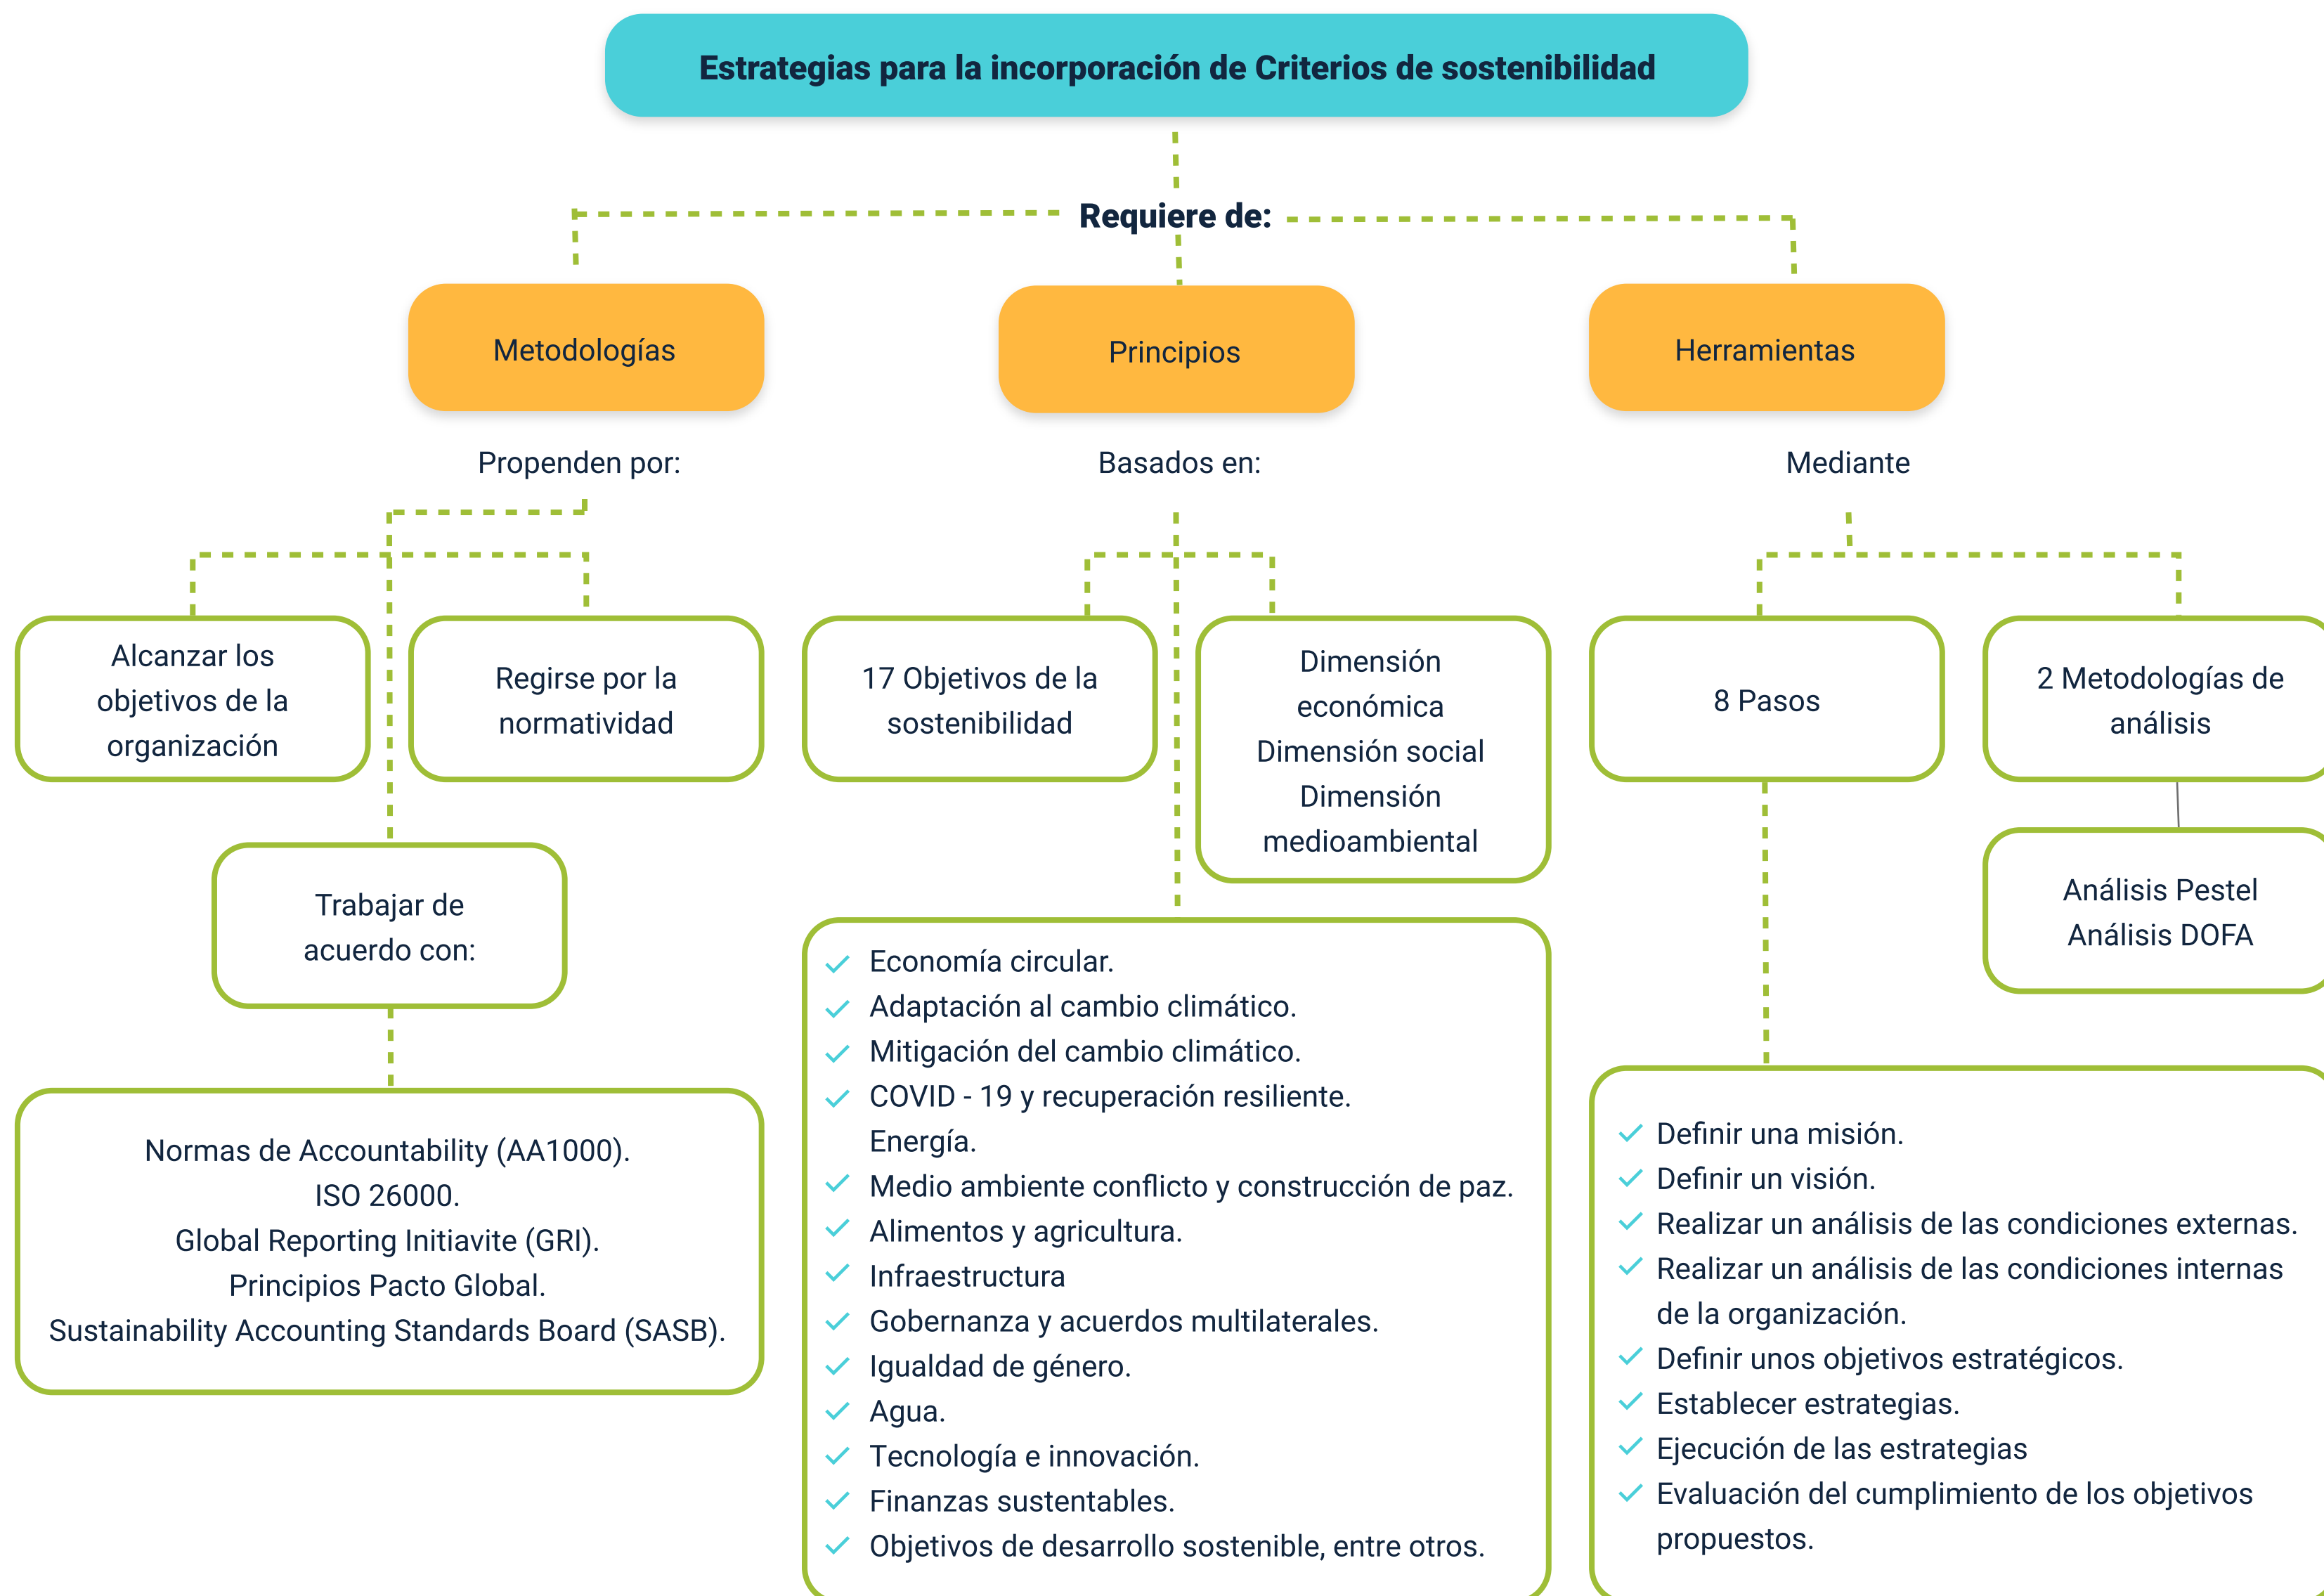 Estrategias para la incorporación de Criterios de sostenibilidad
Requiere de:
Metodologías
Principios
Herramientas
Propenden por:
Basados en:
Mediante
Alcanzar los
objetivos de la
organización
Regirse por la
normatividad
17 Objetivos de la
sostenibilidad
Dimensión
económica
Dimensión social
Dimensión
medioambiental
8 Pasos
2 Metodologías de
análisis
Trabajar de
acuerdo con:
Análisis Pestel
Análisis DOFA
Normas de Accountability (AA1000).
ISO 26000.
Global Reporting Initiavite (GRI).
Principios Pacto Global.
Sustainability Accounting Standards Board (SASB).
Economía circular.
Adaptación al cambio climático.
Mitigación del cambio climático.
COVID - 19 y recuperación resiliente.
Energía.
Medio ambiente conflicto y construcción de paz.
Alimentos y agricultura.
Infraestructura
Gobernanza y acuerdos multilaterales.
Igualdad de género.
Agua.
Tecnología e innovación.
Finanzas sustentables.
Objetivos de desarrollo sostenible, entre otros.
Definir una misión.
Definir un visión.
Realizar un análisis de las condiciones externas.
Realizar un análisis de las condiciones internas
de la organización.
Definir unos objetivos estratégicos.
Establecer estrategias.
Ejecución de las estrategias
Evaluación del cumplimiento de los objetivos
propuestos.